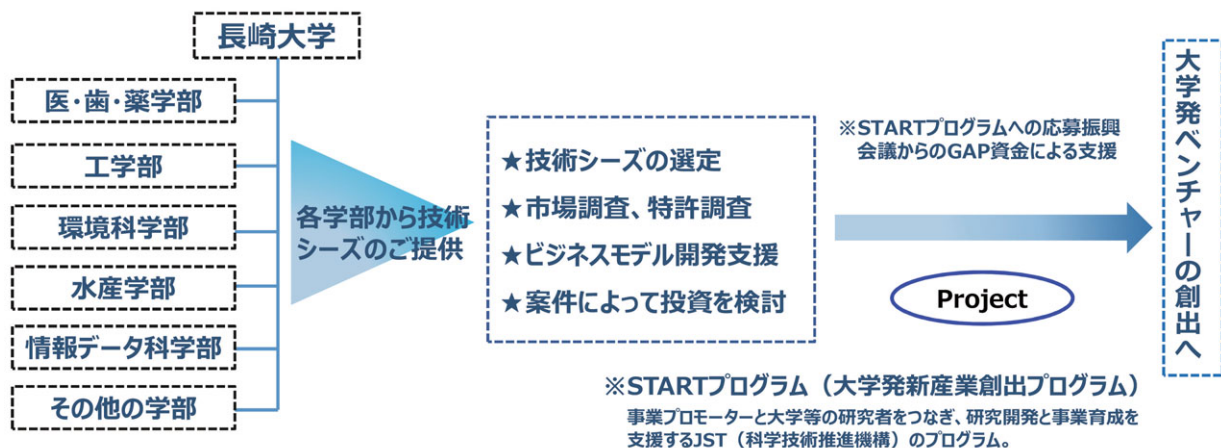 長崎大学
医・歯・薬学部
工学部
環境科学部
水産学部
情報データ科学部
その他の学部
各学部から技術
シーズのご提供
★技術シーズの選定
★市場調査、特許調査
★ビジネスモデル開発支援
★案件によって投資を検討
※STARTプログラムへの応募振興
会議からのGAP資金による支援
Project
大学発ベンチャーの創出へ
※STARTプログラム（大学発新産業創出プログラム）
事業プロモーターと大学等の研究者をつなぎ、研究開発と事業育成を
支援するJST（科学技術推進機構）のプログラム。